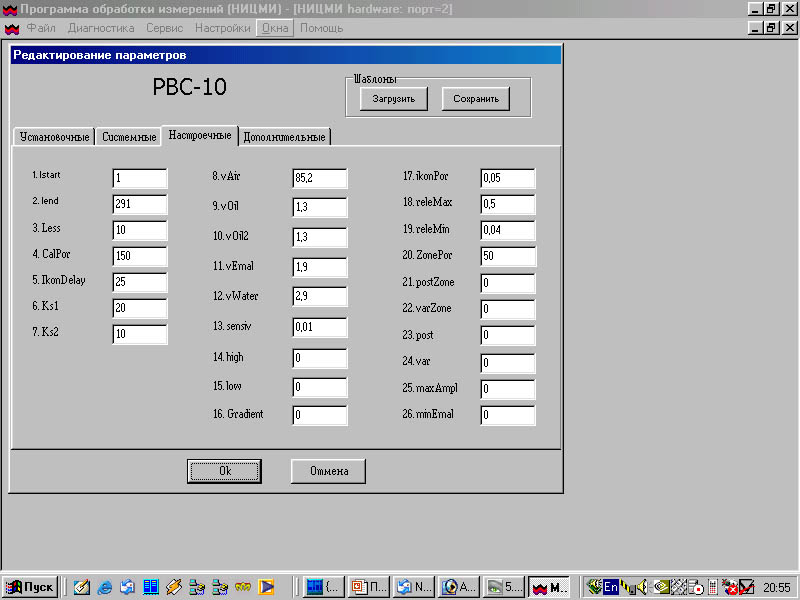 Программа обработки измерений (НИЦМИ) - [НИЦМИ hardware: порт=2]
Файл Диагностика Сервис Настройки Окна Помощь
Редактирование параметров
РВС-10
Шаблоны
Загрузить Сохранить
Установочные Системные Настроечные Дополнительные
1. Istart 1
2. Iend 291
3. Less 10
4. CalPor 150
5. IkonDelay 25
6. Ks1 20
7. Ks2 10
8. vAir 85,2
9. vOil 1,3
10. vOil2 1,3
11. vEmal 1,9
12. vWater 2,9
13. sensiv 0,01
14. high 0
15. low 0
16. Gradient 0
17. ikonPor 0,05
18. releMax 0,5
19. releMin 0,04
20. ZonePor 50
21. postZone 0
22. varZone 0
23. post 0
24. var 0
25. maxAmpl 0
26. minEmal 0
Ok Отмена
Пуск {... П... N... A... 5... М... En 20:55